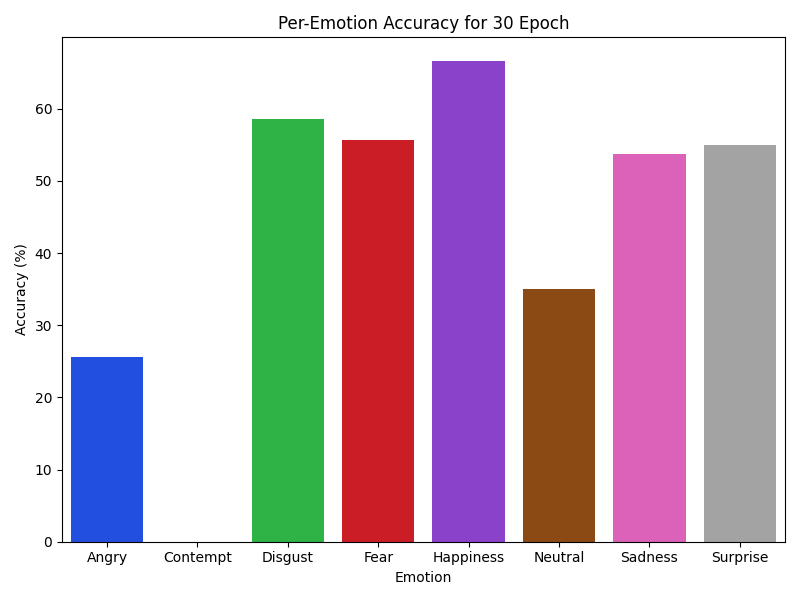 Per-Emotion Accuracy for 30 Epoch
Accuracy (%)
60
50
40
30
20
10
0
Angry Contempt Disgust Fear Happiness Neutral Sadness Surprise
Emotion